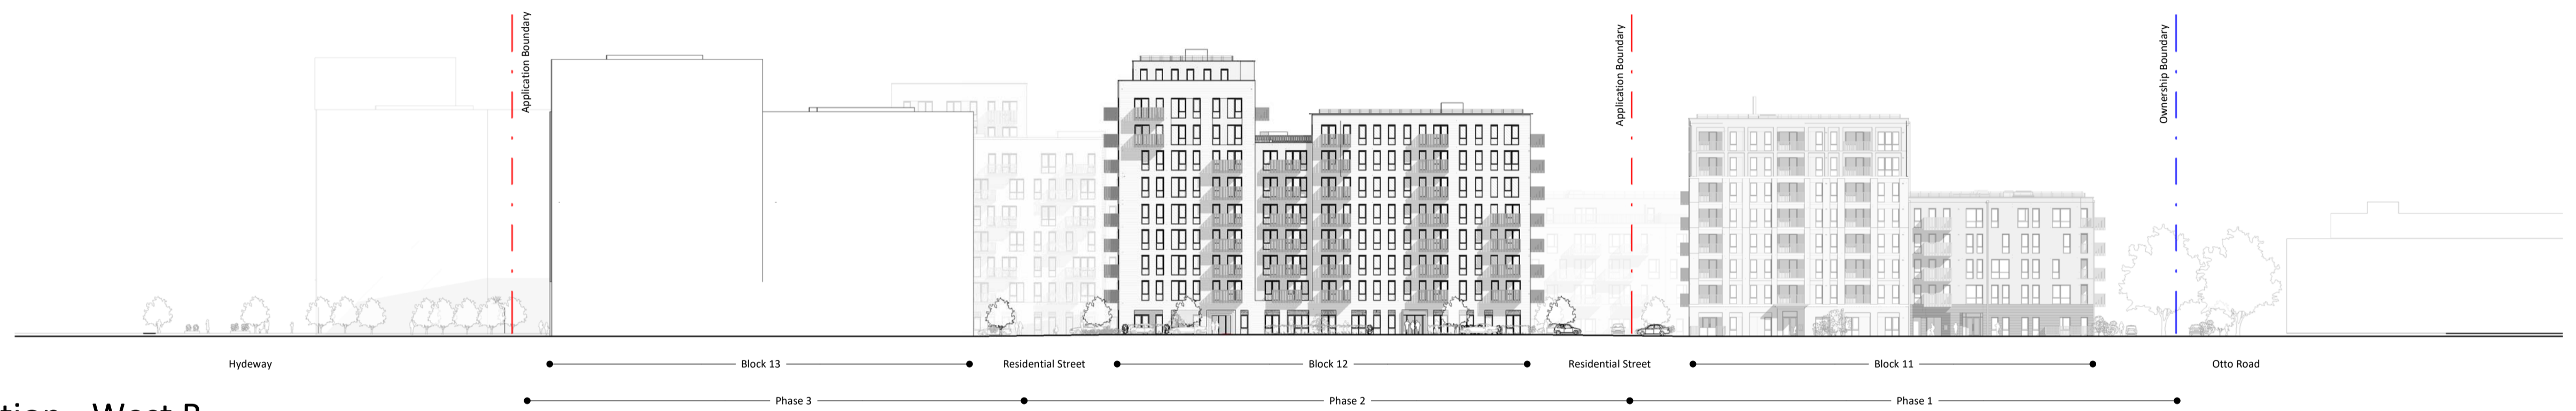 Application Boundary
Application Boundary
Ownership Boundary
Hydeway
Block 13
Residential Street
Block 12
Residential Street
Block 11
Otto Road
Phase 3
Phase 2
Phase 1